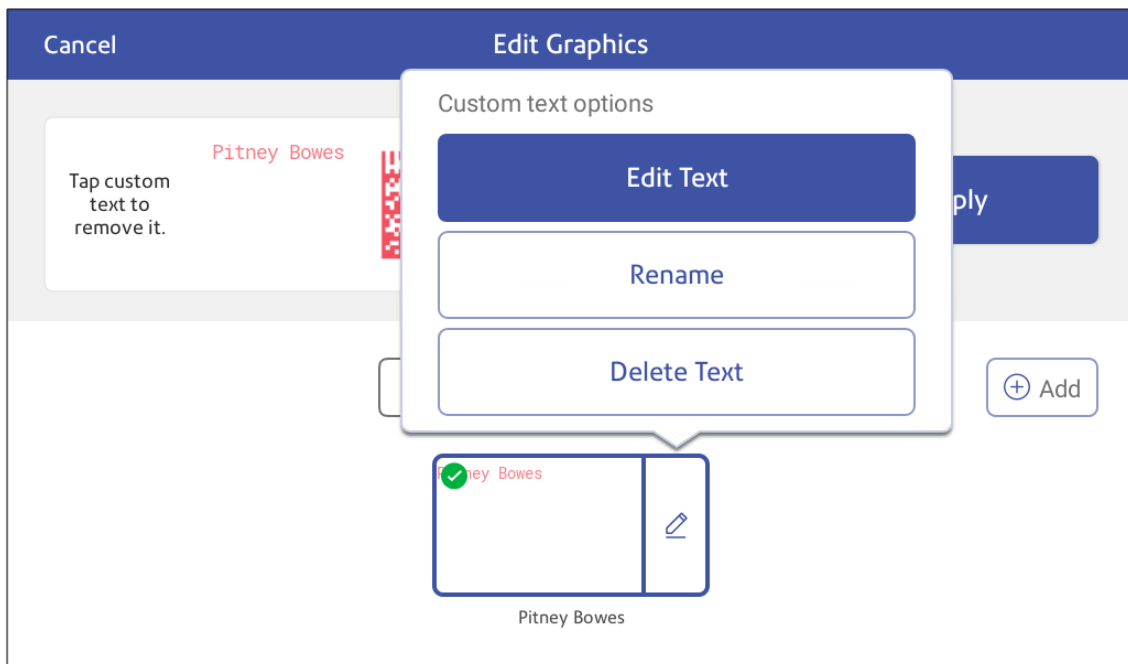 Cancel
Edit Graphics
Custom text options
Pitney Bowes
Tap custom
text to
remove it.
Edit Text
ply
Rename
Delete Text
Add
Bowes
Pitney Bowes